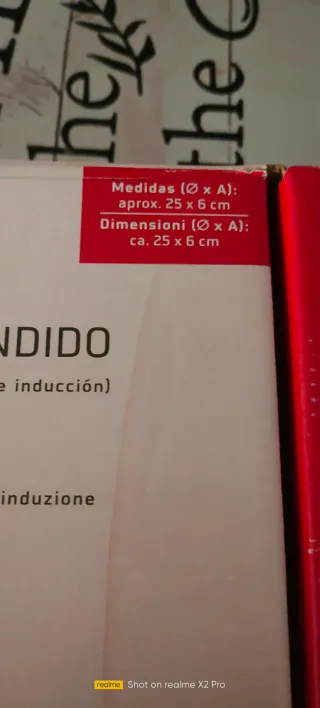 he
the
Medidas (Ø x A):
aprox. 25 x 6 cm
Dimensioni (Ø x A):
ca. 25 x 6 cm
NDIDO
e inducción)
induzione
realme Shot on realme X2 Pro